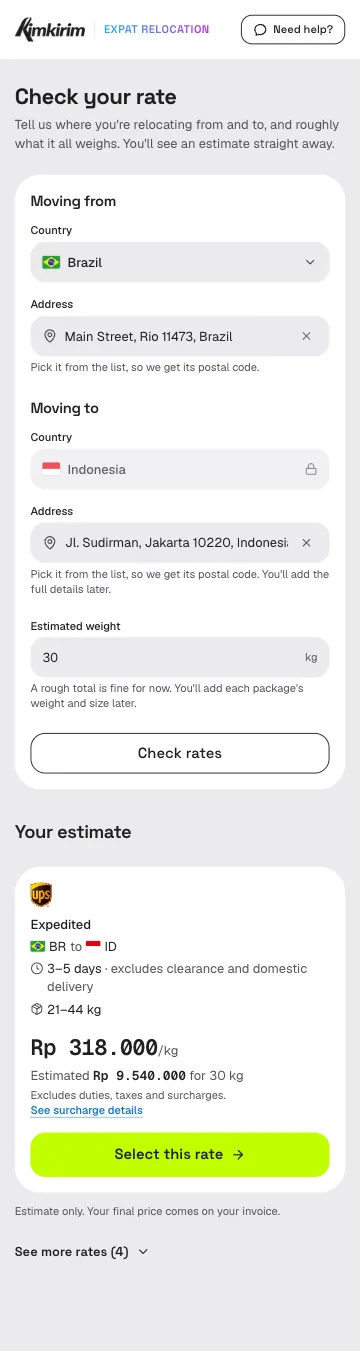 Kimkirim
EXPAT RELOCATION
Need help?
Check your rate
Tell us where you're relocating from and to, and roughly
what it all weighs. You'll see an estimate straight away.
Moving from
Country
Brazil
Address
Main Street, Rio 11473, Brazil
Pick it from the list, so we get its postal code.
Moving to
Country
Indonesia
Address
Jl. Sudirman, Jakarta 10220, Indonesi
Pick it from the list, so we get its postal code. You'll add the
full details later.
Estimated weight
30
kg
A rough total is fine for now. You'll add each package's
weight and size later.
Check rates
Your estimate
ups
Expedited
BR to ID
3–5 days · excludes clearance and domestic
delivery
21–44 kg
Rp 318.000/kg
Estimated Rp 9.540.000 for 30 kg
Excludes duties, taxes and surcharges.
See surcharge details
Select this rate →
Estimate only. Your final price comes on your invoice.
See more rates (4)